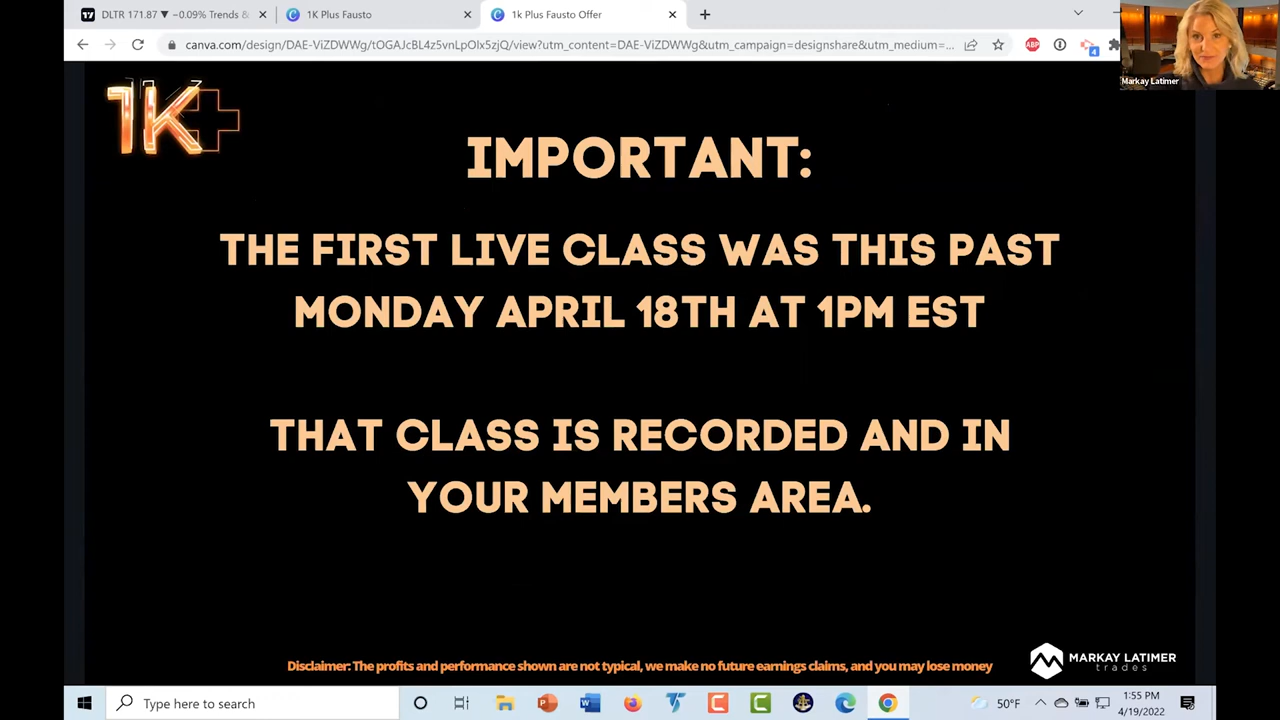 DLTR 171.87 ▼ −0.09% Trends &
1K Plus Fausto
1k Plus Fausto Offer
canva.com/design/DAE-ViZDWWg/tOGAJcBL4z5vnLpOIx5zgQ/view?utm_content=DAE-ViZDWWg&utm_campaign=designshare&utm_medium=...
ABP
4
Markay Latimer
1K+
IMPORTANT:
THE FIRST LIVE CLASS WAS THIS PAST
MONDAY APRIL 18TH AT 1PM EST
THAT CLASS IS RECORDED AND IN
YOUR MEMBERS AREA.
Disclaimer: The profits and performance shown are not typical, we make no future earnings claims, and you may lose money
MARKAY LATIMER
trades
Type here to search
50°F
1:55 PM
4/19/2022